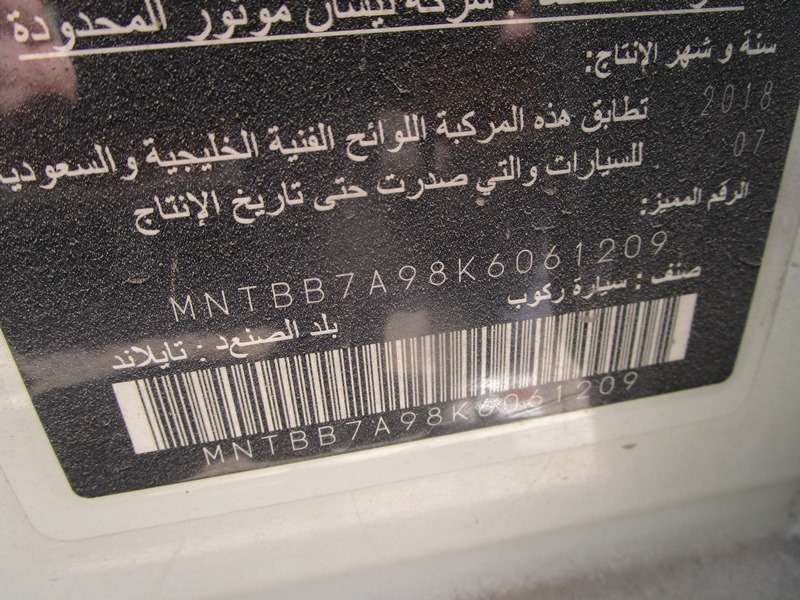 شركة نيسان موتور المحدودة
سنة و شهر الإنتاج:
2018
07
تطابق هذه المركبة اللوائح الفنية الخليجية والسعودية
للسيارات والتي صدرت حتى تاريخ الإنتاج
الرقم المميز:
MNTBB7A98K6061209
صنف : سيارة ركوب
بلد الصنع : تايلاند
MNTBB7A98K6061209